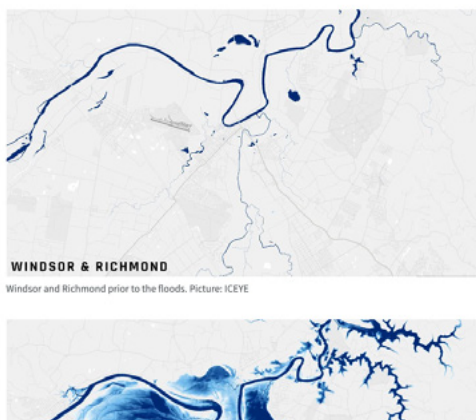 WINDSOR & RICHMOND
Windsor and Richmond prior to the floods. Picture: ICEYE